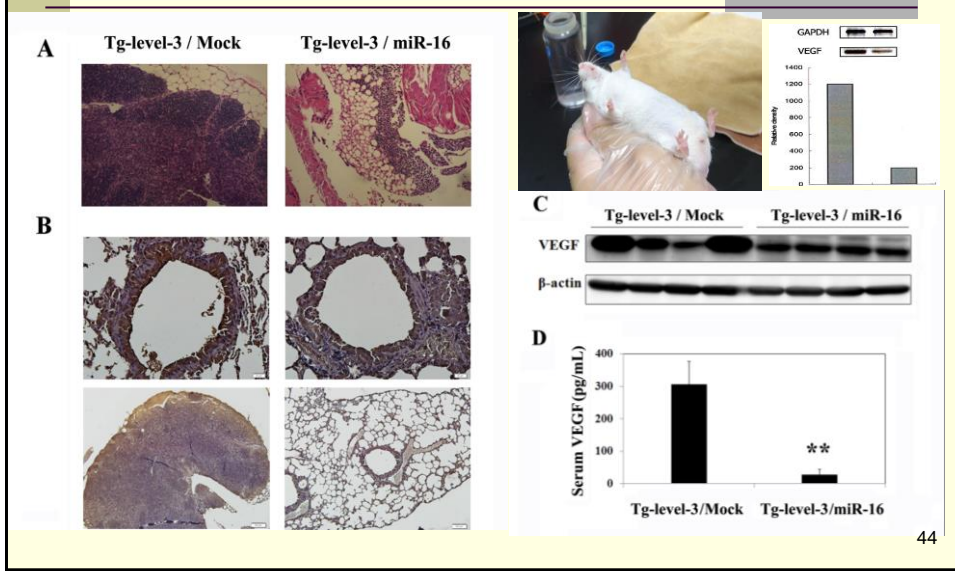 A
Tg-level-3 / Mock
Tg-level-3 / miR-16
B
GAPDH
VEGF
Relative density
1400
1200
1000
800
600
400
200
0
C
Tg-level-3 / Mock
Tg-level-3 / miR-16
VEGF
β-actin
D
Serum VEGF(pg/mL)
400
300
200
100
0
**
Tg-level-3/Mock
Tg-level-3/miR-16
44